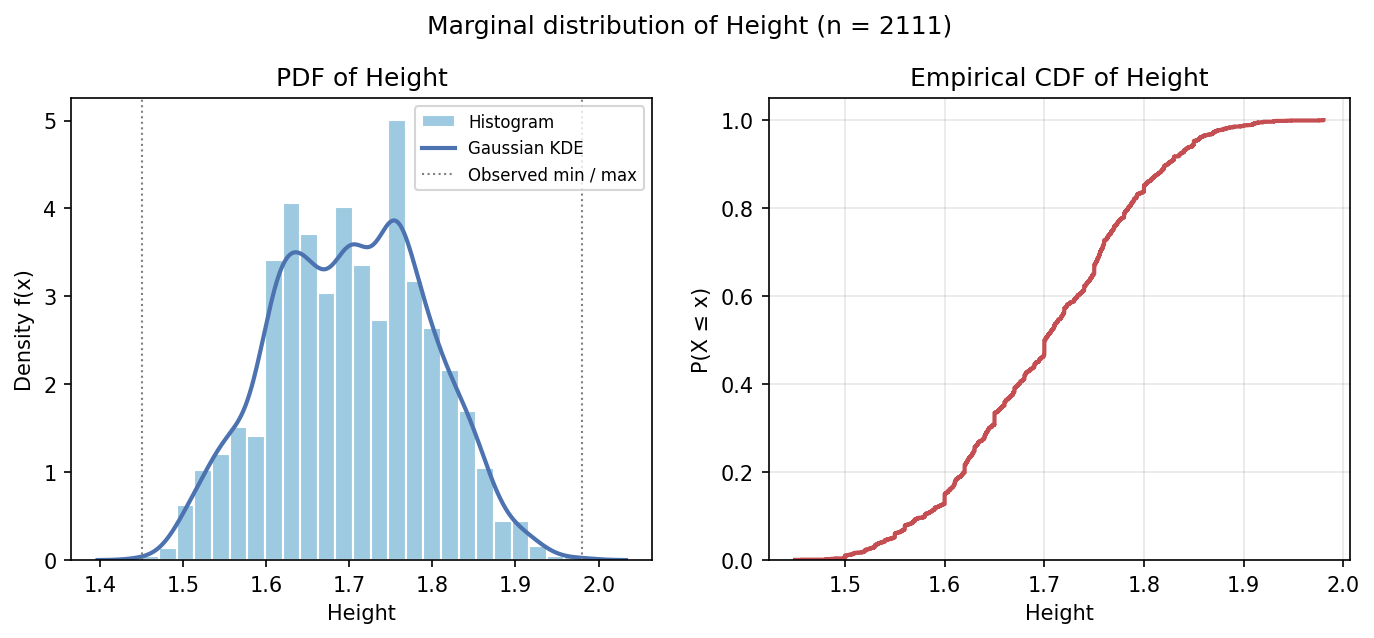 Marginal distribution of Height (n = 2111)
PDF of Height
Density f(x)
5
4
3
2
1
0
1.4 1.5 1.6 1.7 1.8 1.9 2.0
Height
Histogram
Gaussian KDE
Observed min / max
Empirical CDF of Height
P(X ≤ x)
1.0
0.8
0.6
0.4
0.2
0.0
1.5 1.6 1.7 1.8 1.9 2.0
Height